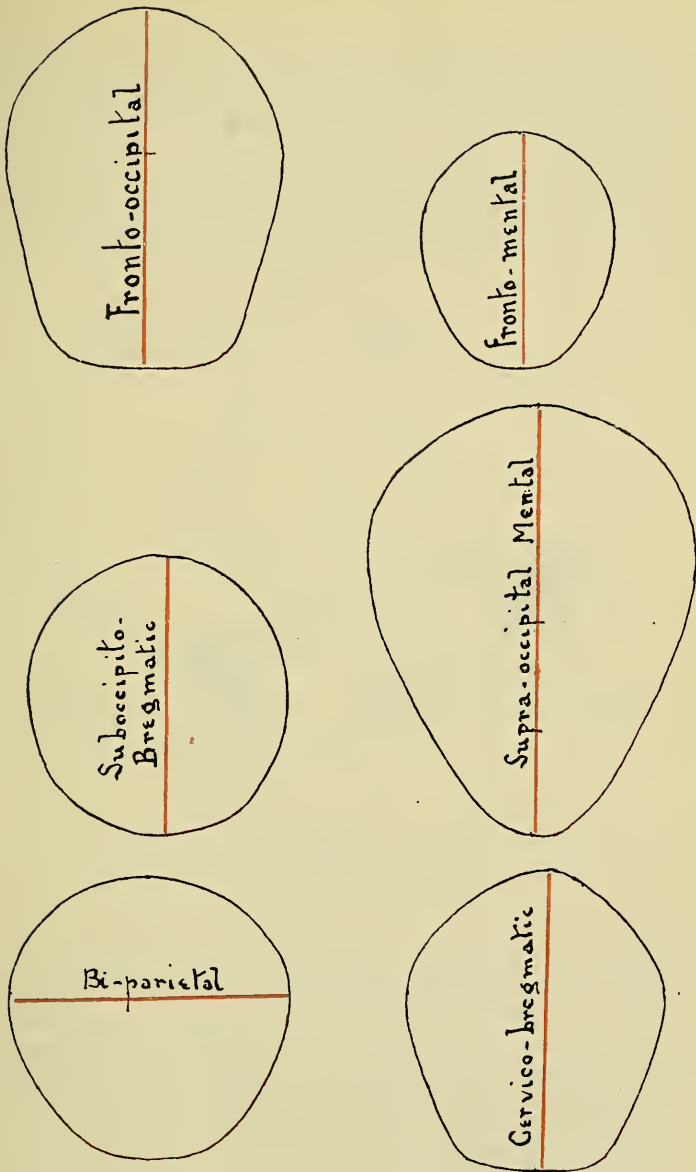 Fronto-occipital
Fronto-mental
Suboccipito-
Bregmatic
Supra-occipital Mental
Bi-parietal
Cervico-bregmatic